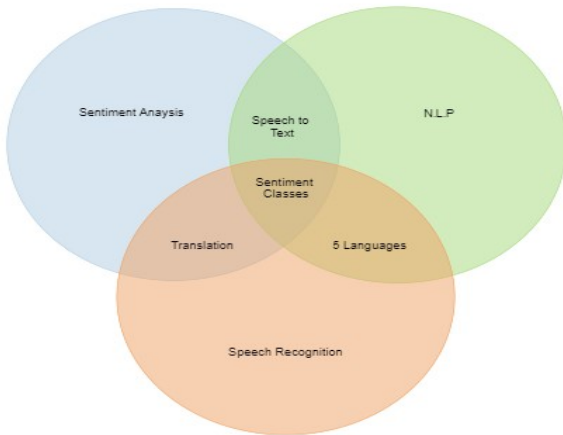 Sentiment Anaysis
N.L.P
Speech to
Text
Sentiment
Classes
Translation
5 Languages
Speech Recognition